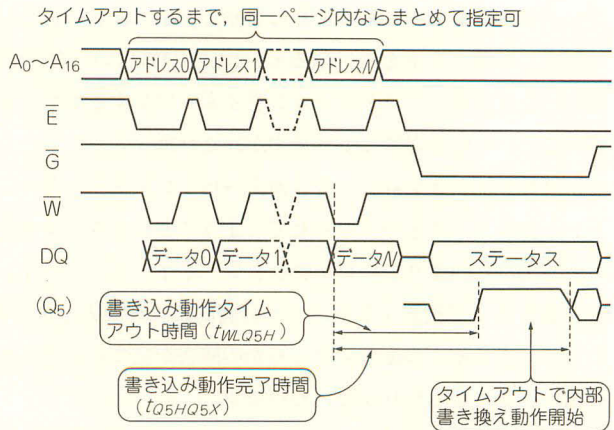 タイムアウトするまで，同一ページ内ならまとめて指定可
A0〜A16
アドレス0
アドレス1
アドレスN
E
G
W
DQ
データ0
データ1
データN
ステータス
(Q5)
書き込み動作タイム
アウト時間(tWLQ5H)
書き込み動作完了時間
(tQ5HQ5X)
タイムアウトで内部
書き換え動作開始